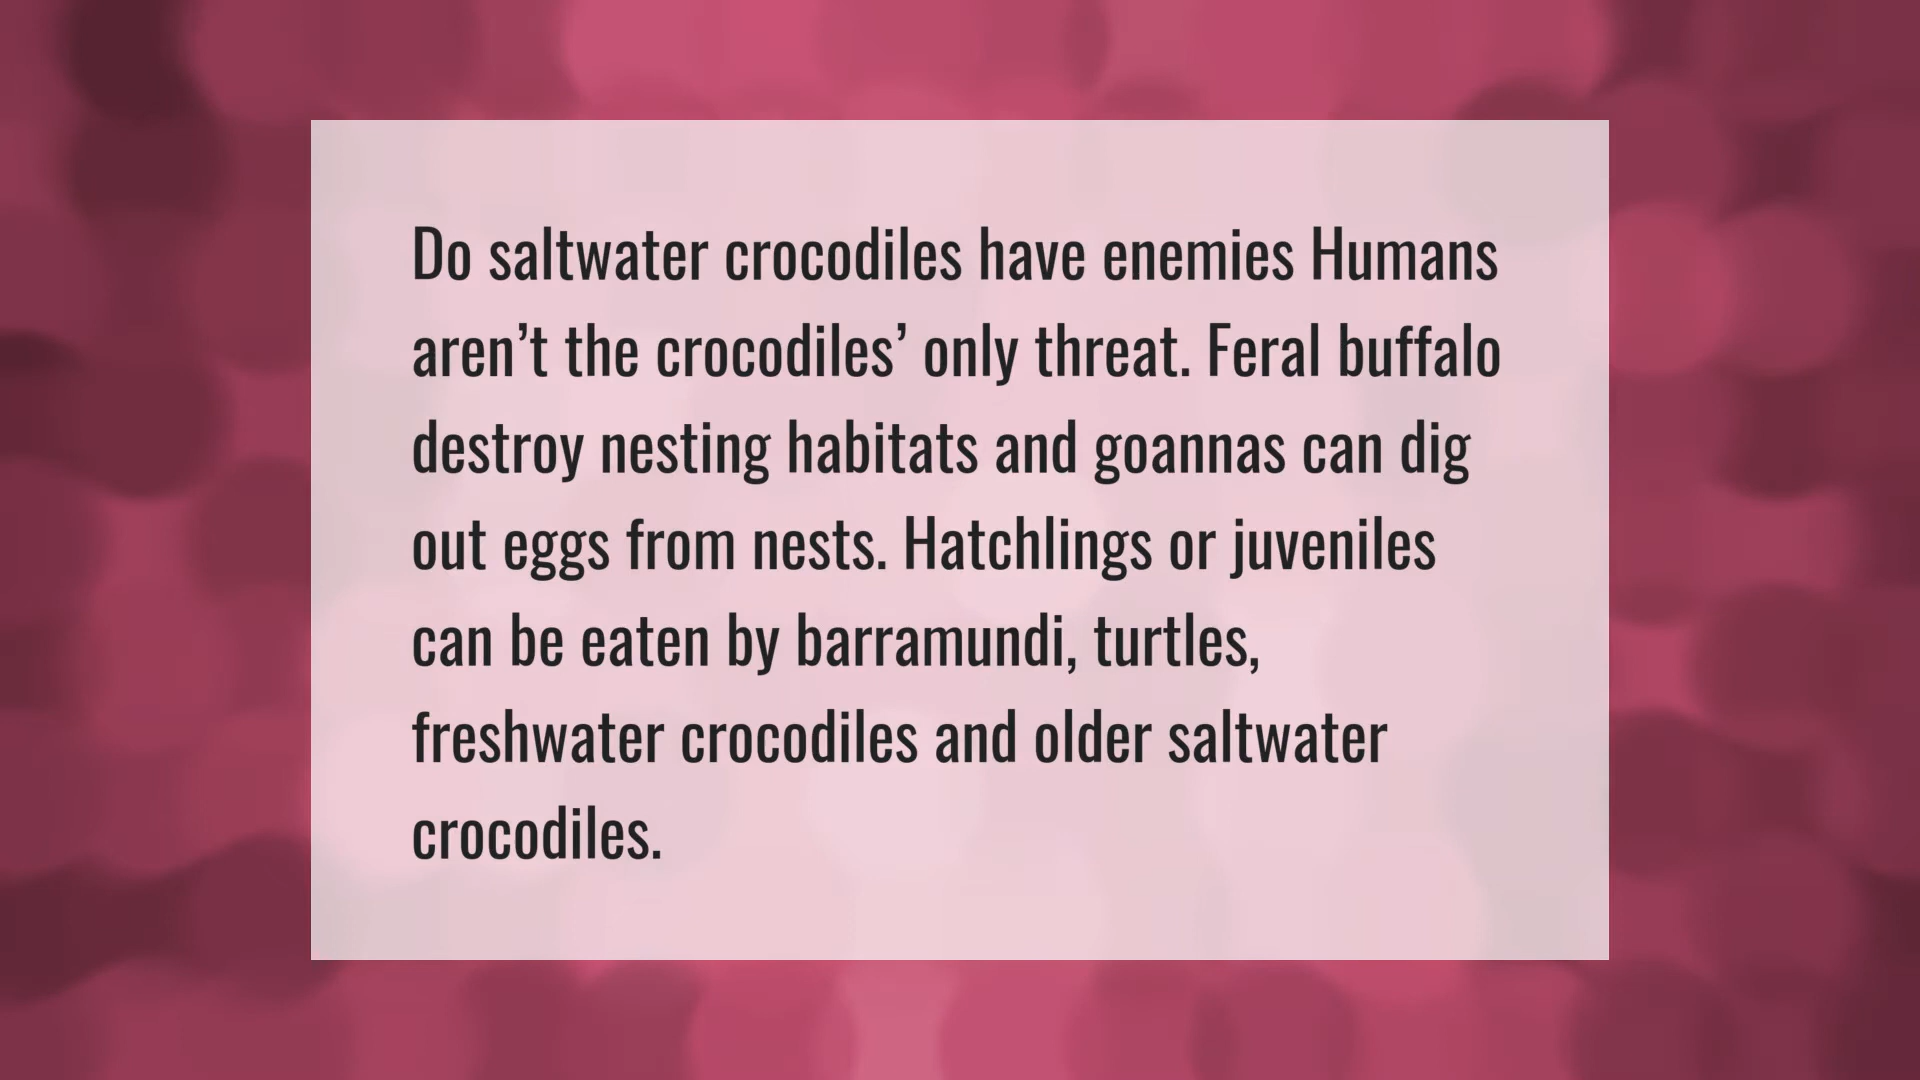 Do saltwater crocodiles have enemies Humans
aren’t the crocodiles’ only threat. Feral buffalo
destroy nesting habitats and goannas can dig
out eggs from nests. Hatchlings or juveniles
can be eaten by barramundi, turtles,
freshwater crocodiles and older saltwater
crocodiles.